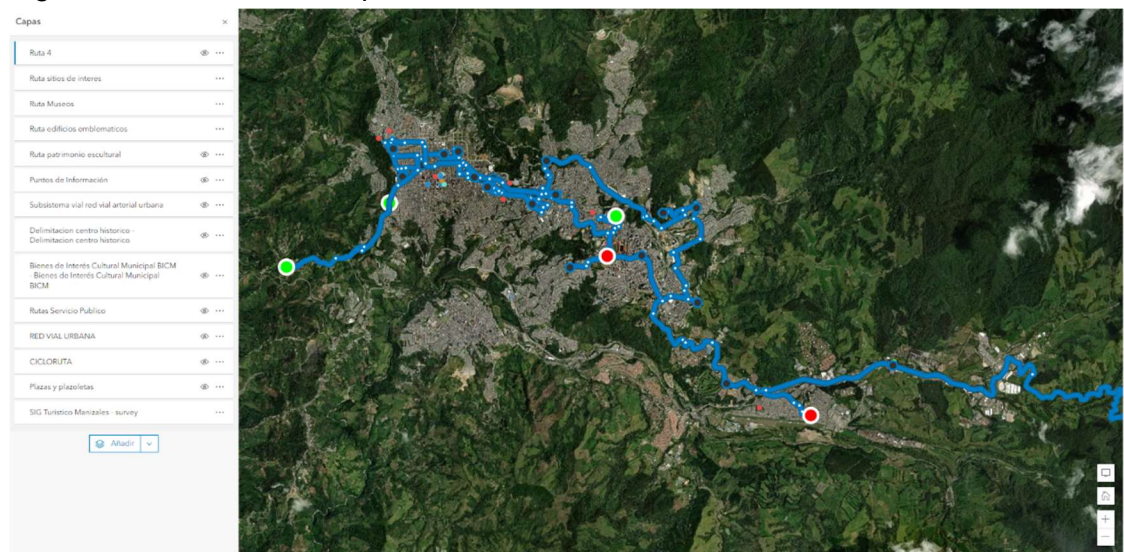 Capas
Ruta 4
Ruta sitios de interes
Ruta Museos
Ruta edificios emblematicos
Ruta patrimonio escultural
Puntos de Información
Subsistema vial red vial arterial urbana
Delimitacion centro historico -
Delimitacion centro historico
Bienes de Interés Cultural Municipal BICM
- Bienes de Interés Cultural Municipal
BICM
Rutas Servicio Publico
RED VIAL URBANA
CICLORUTA
Plazas y plazoletas
SIG Turistico Manizales - survey
Añadir